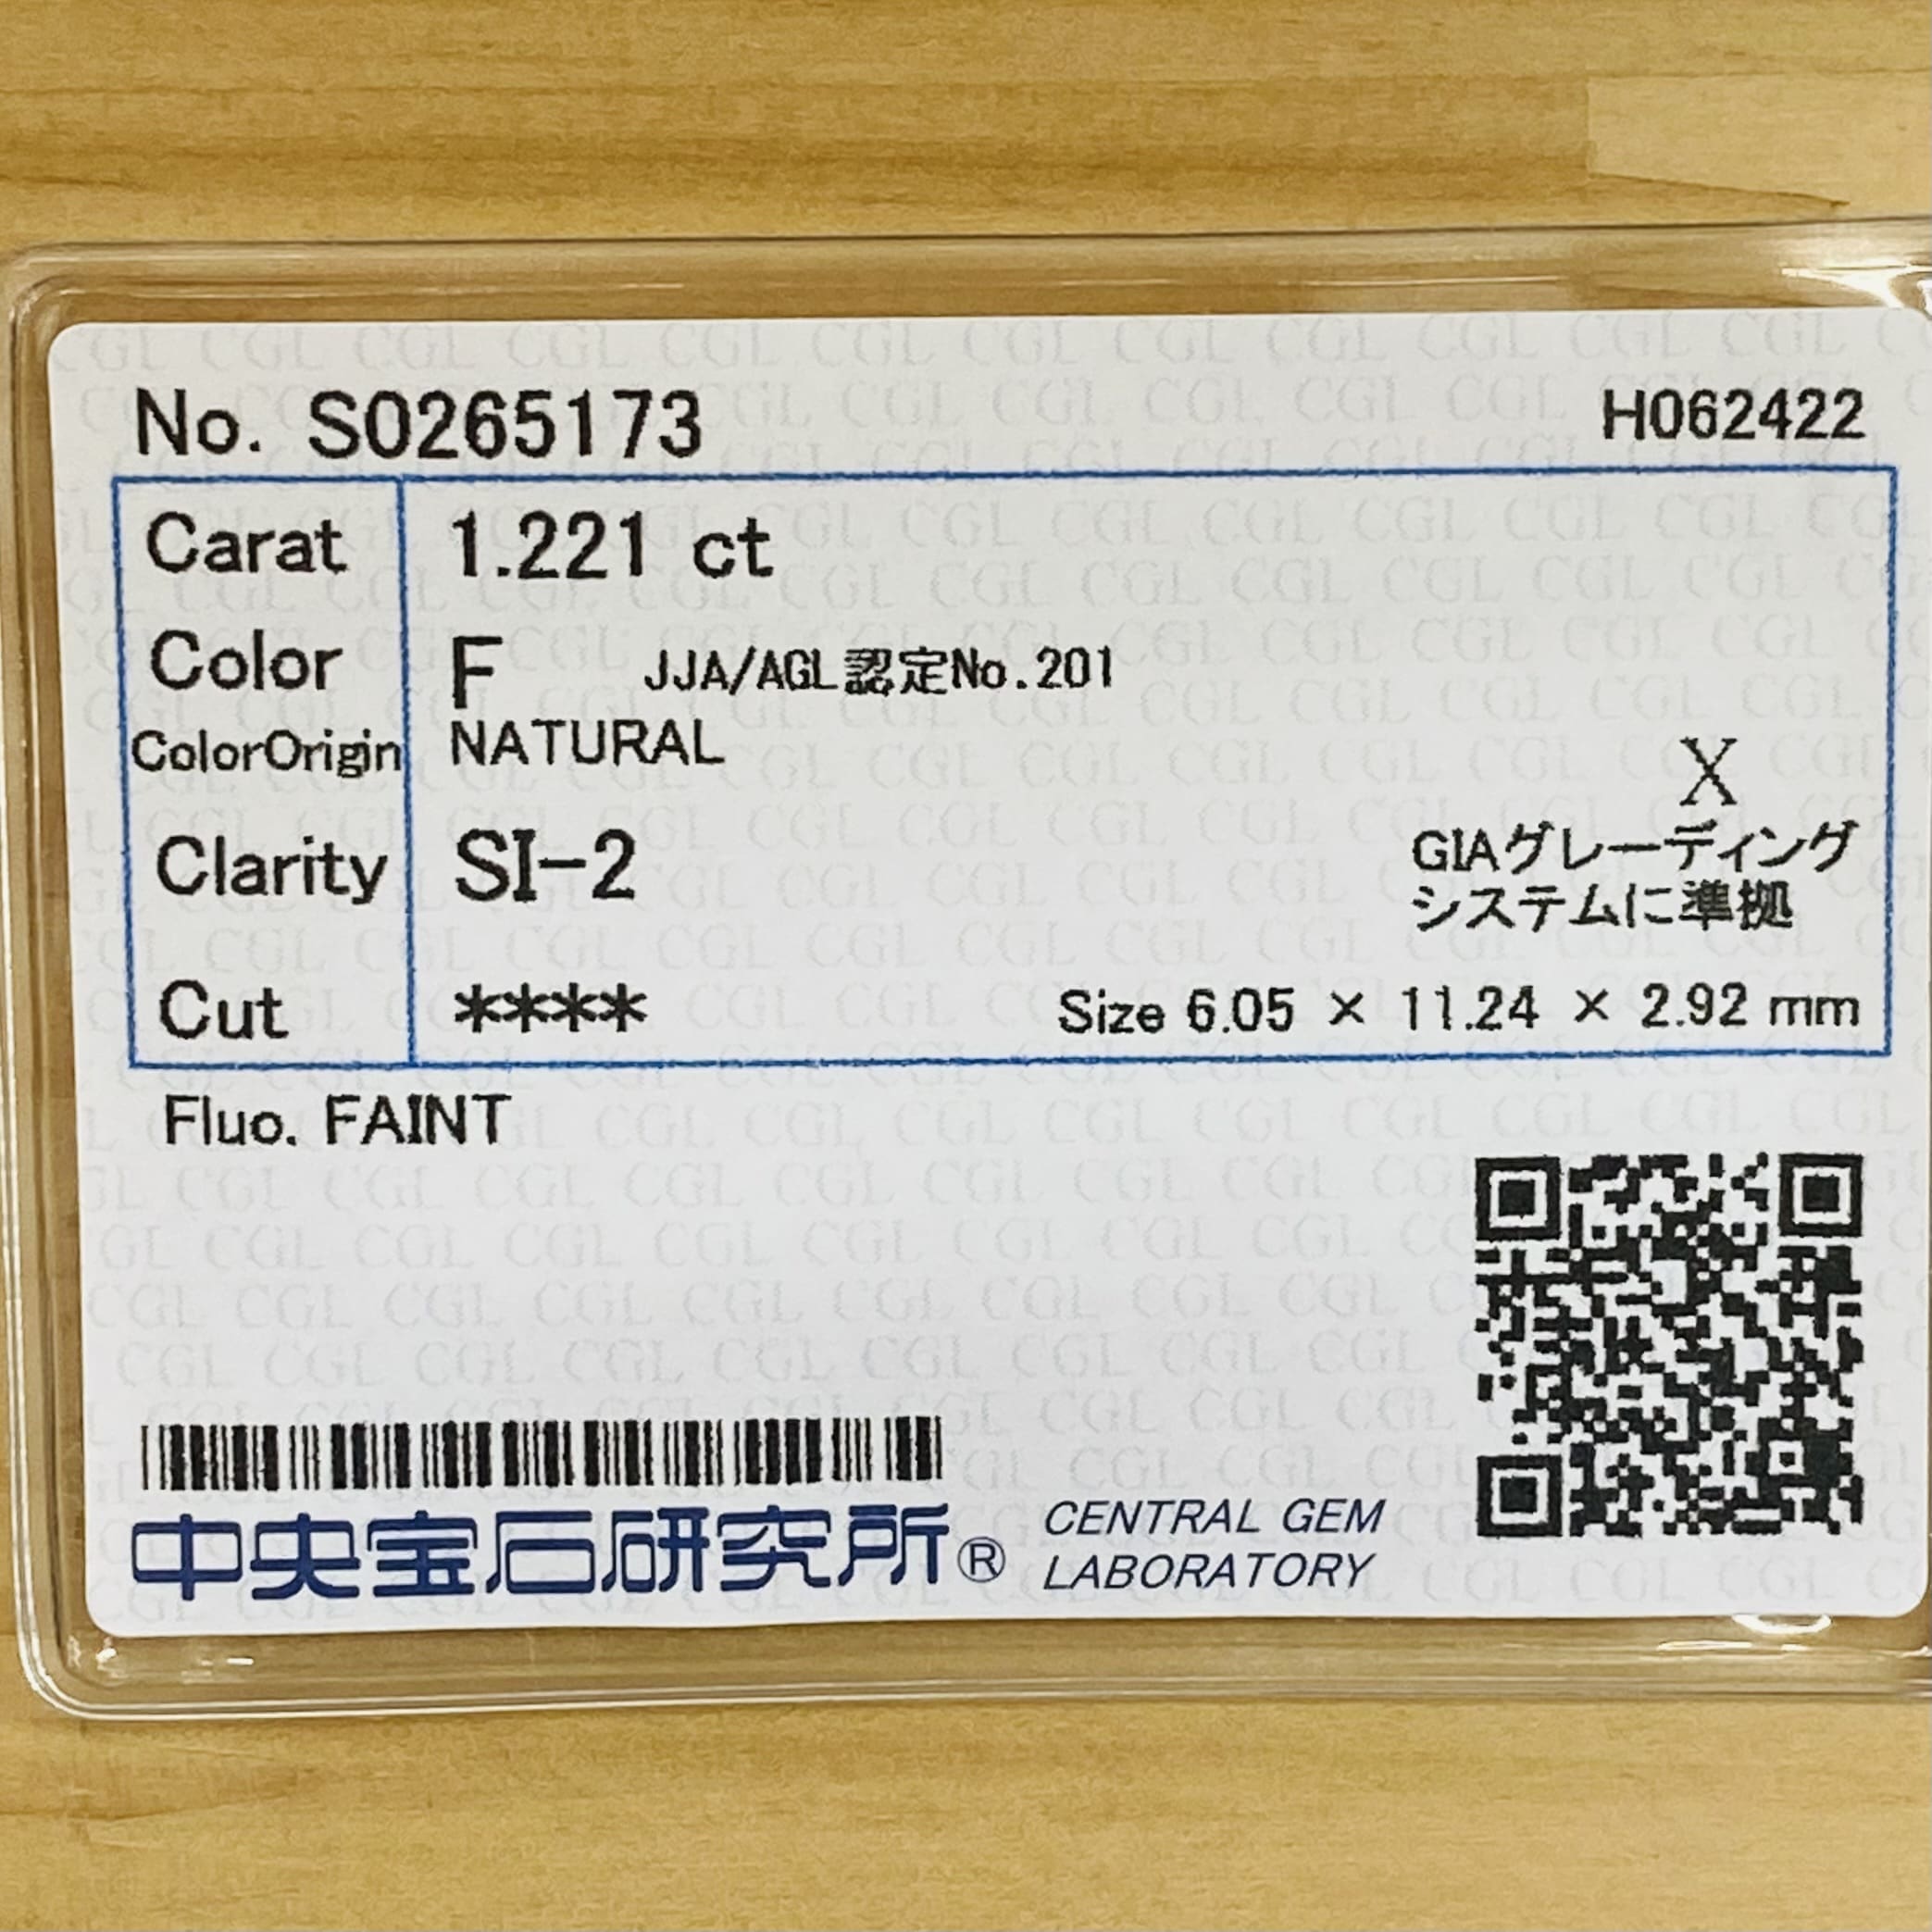 No. S0265173
H062422
Carat 1.221 ct
Color F JJA/AGL認定No.201
ColorOrigin NATURAL
X
Clarity SI-2
GIAグレーディング
システムに準拠
Cut ****
Size 6.05 × 11.24 × 2.92 mm
Fluo. FAINT
中央宝石研究所®
CENTRAL GEM
LABORATORY